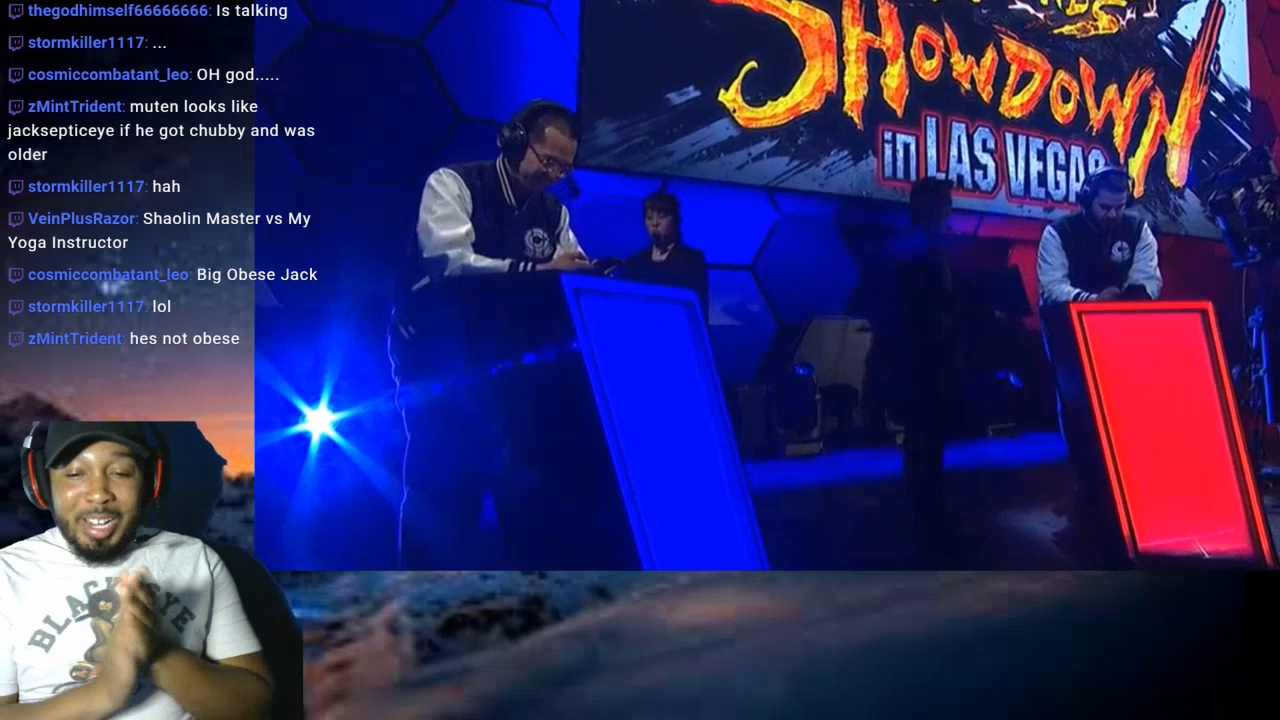 thegodhimself66666666: Is talking
stormkiller1117: ...
cosmiccombatant_leo: OH god.....
zMintTrident: muten looks like
jacksepticeye if he got chubby and was
older
stormkiller1117: hah
VeinPlusRazor: Shaolin Master vs My
Yoga Instructor
cosmiccombatant_leo: Big Obese Jack
stormkiller1117: lol
zMintTrident: hes not obese
SHOWDOWN
in LAS VEGAS
BLACK EYE